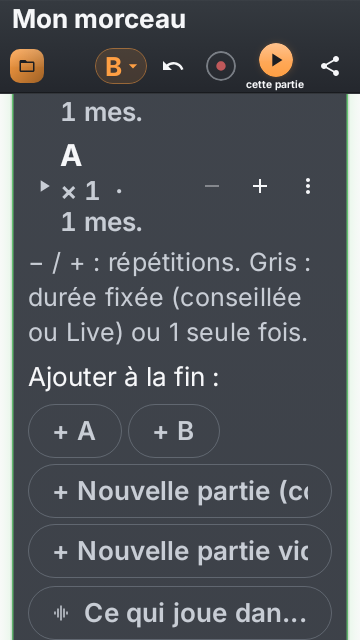 Mon morceau
B
cette partie
1 mes.
A
× 1 ·
1 mes.
− / + : répétitions. Gris :
durée fixée (conseillée
ou Live) ou 1 seule fois.
Ajouter à la fin :
+ A
+ B
+ Nouvelle partie (c
+ Nouvelle partie vi
Ce qui joue dan...